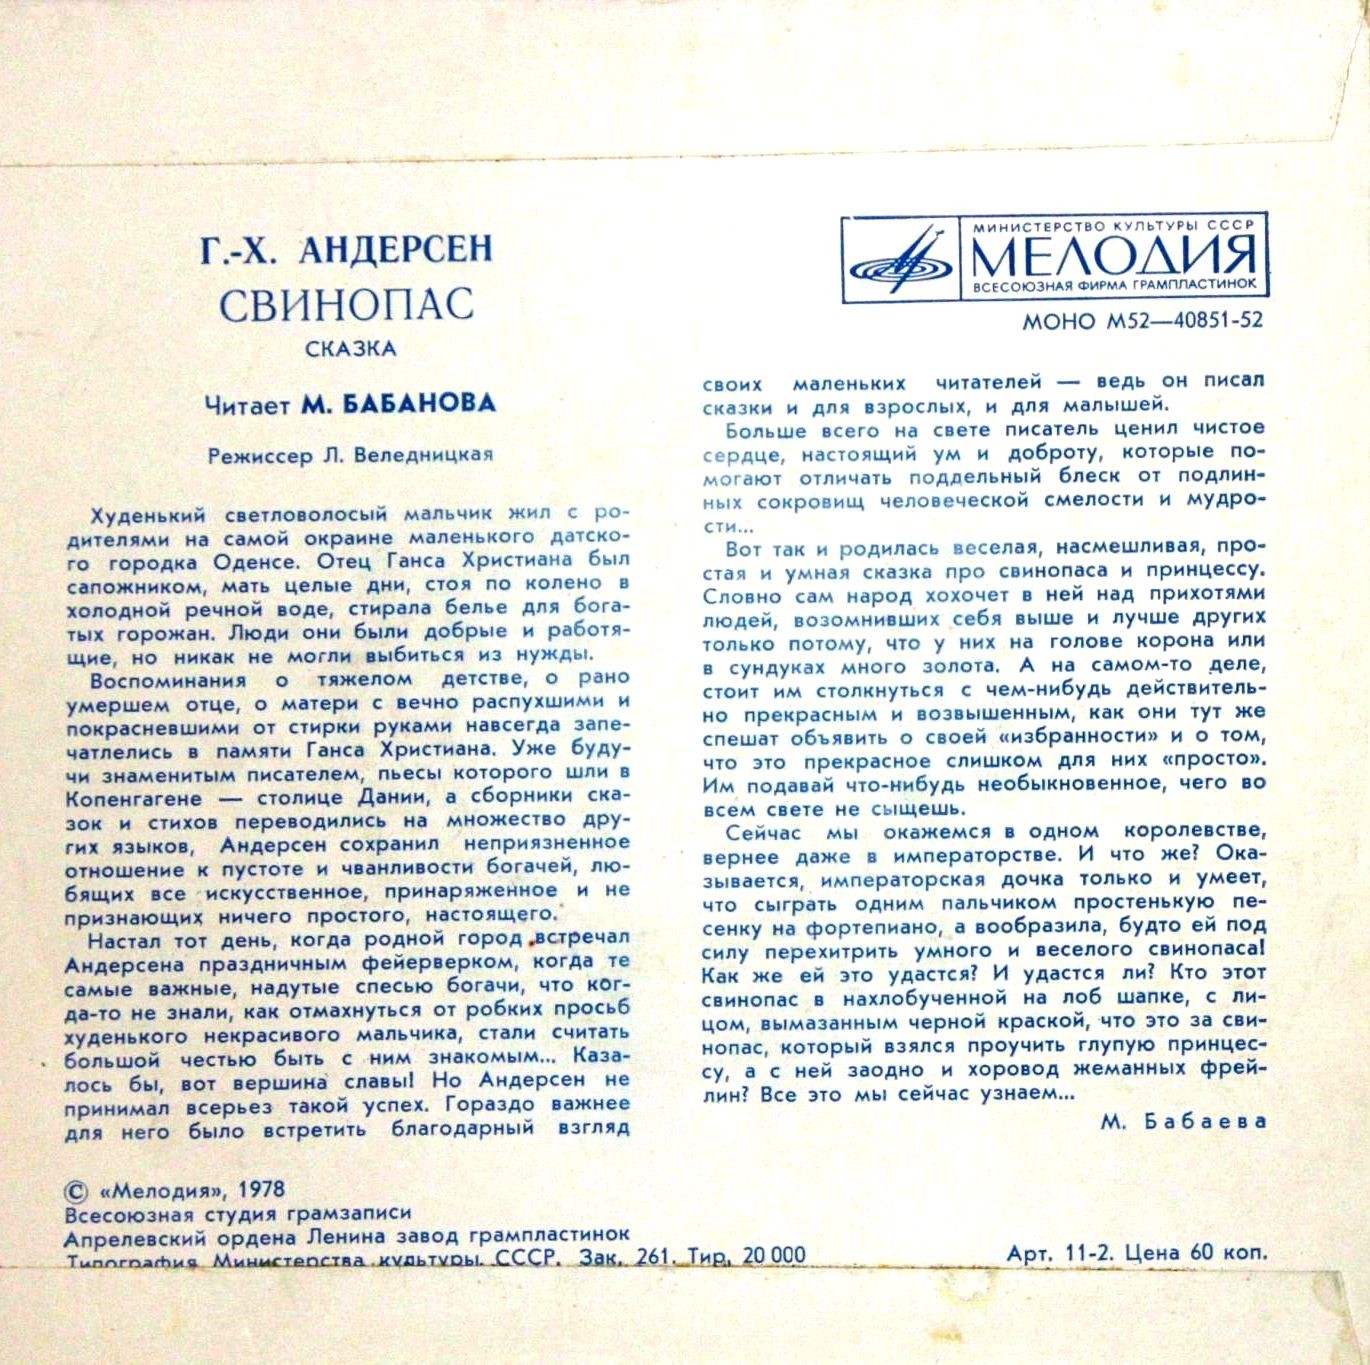 Г.-Х. АНДЕРСЕН
СВИНОПАС
СКАЗКА
Читает М. БАБАНОВА
Режиссер Л. Веледницкая
МИНИСТЕРСТВО КУЛЬТУРЫ СССР
МЕЛОДИЯ
ВСЕСОЮЗНАЯ ФИРМА ГРАМПЛАСТИНОК
МОНО М52—40851-52
Худенький светловолосый мальчик жил с ро-
дителями на самой окраине маленького датско-
го городка Оденсе. Отец Ганса Христиана был
сапожником, мать целые дни, стоя по колено в
холодной речной воде, стирала белье для бога-
тых горожан. Люди они были добрые и работя-
щие, но никак не могли выбиться из нужды.
Воспоминания о тяжелом детстве, о рано
умершем отце, о матери с вечно распухшими и
покрасневшими от стирки руками навсегда запе-
чатлелись в памяти Ганса Христиана. Уже буду-
чи знаменитым писателем, пьесы которого шли в
Копенгагене — столице Дании, а сборники ска-
зок и стихов переводились на множество дру-
гих языков, Андерсен сохранил неприязненное
отношение к пустоте и чванливости богачей, лю-
бящих все искусственное, принаряженное и не
признающих ничего простого, настоящего.
Настал тот день, когда родной город встречал
Андерсена праздничным фейерверком, когда те
самые важные, надутые спесью богачи, что ког-
да-то не знали, как отмахнуться от робких просьб
худенького некрасивого мальчика, стали считать
большой честью быть с ним знакомым... Каза-
лось бы, вот вершина славы! Но Андерсен не
принимал всерьез такой успех. Гораздо важнее
для него было встретить благодарный взгляд
своих маленьких читателей — ведь он писал
сказки и для взрослых, и для малышей.
Больше всего на свете писатель ценил чистое
сердце, настоящий ум и доброту, которые по-
могают отличать поддельный блеск от подлин-
ных сокровищ человеческой смелости и мудро-
сти...
Вот так и родилась веселая, насмешливая, про-
стая и умная сказка про свинопаса и принцессу.
Словно сам народ хохочет в ней над прихотями
людей, возомнивших себя выше и лучше других
только потому, что у них на голове корона или
в сундуках много золота. А на самом-то деле,
стоит им столкнуться с чем-нибудь действитель-
но прекрасным и возвышенным, как они тут же
спешат объявить о своей «избранности» и о том,
что это прекрасное слишком для них «просто».
Им подавай что-нибудь необыкновенное, чего во
всем свете не сыщешь.
Сейчас мы окажемся в одном королевстве,
вернее даже в императорстве. И что же? Ока-
зывается, императорская дочка только и умеет,
что сыграть одним пальчиком простенькую пе-
сенку на фортепиано, а вообразила, будто ей под
силу перехитрить умного и веселого свинопаса!
Как же ей это удастся? И удастся ли? Кто этот
свинопас в нахлобученной на лоб шапке, с ли-
цом, вымазанным черной краской, что это за сви-
нопас, который взялся проучить глупую принцес-
су, а с ней заодно и хоровод жеманных фрей-
лин? Все это мы сейчас узнаем...
М. Бабаева
© «Мелодия», 1978
Всесоюзная студия грамзаписи
Апрелевский ордена Ленина завод грампластинок
Типография Министерства культуры СССР. Зак. 261. Тир. 20 000
Арт. 11-2. Цена 60 коп.